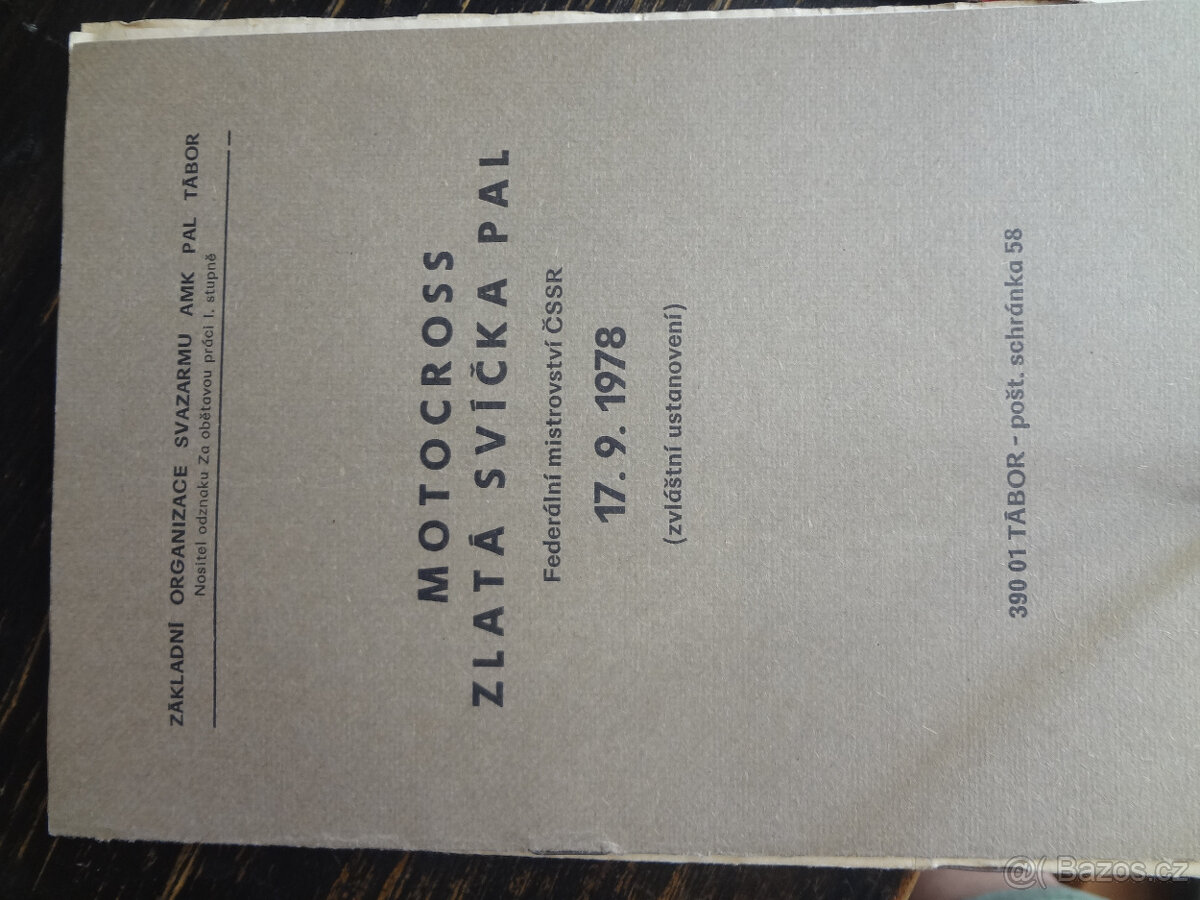 ZÁKLADNÍ ORGANIZACE SVAZARMU AMK PAL TÁBOR
Nositel odznaku Za obětavou práci I. stupně
MOTOCROSS
ZLATÁ SVÍČKA PAL
Federální mistrovství ČSSR
17. 9. 1978
(zvláštní ustanovení)
390 01 TÁBOR - pošt. schránka 58
@( Bazos.cz